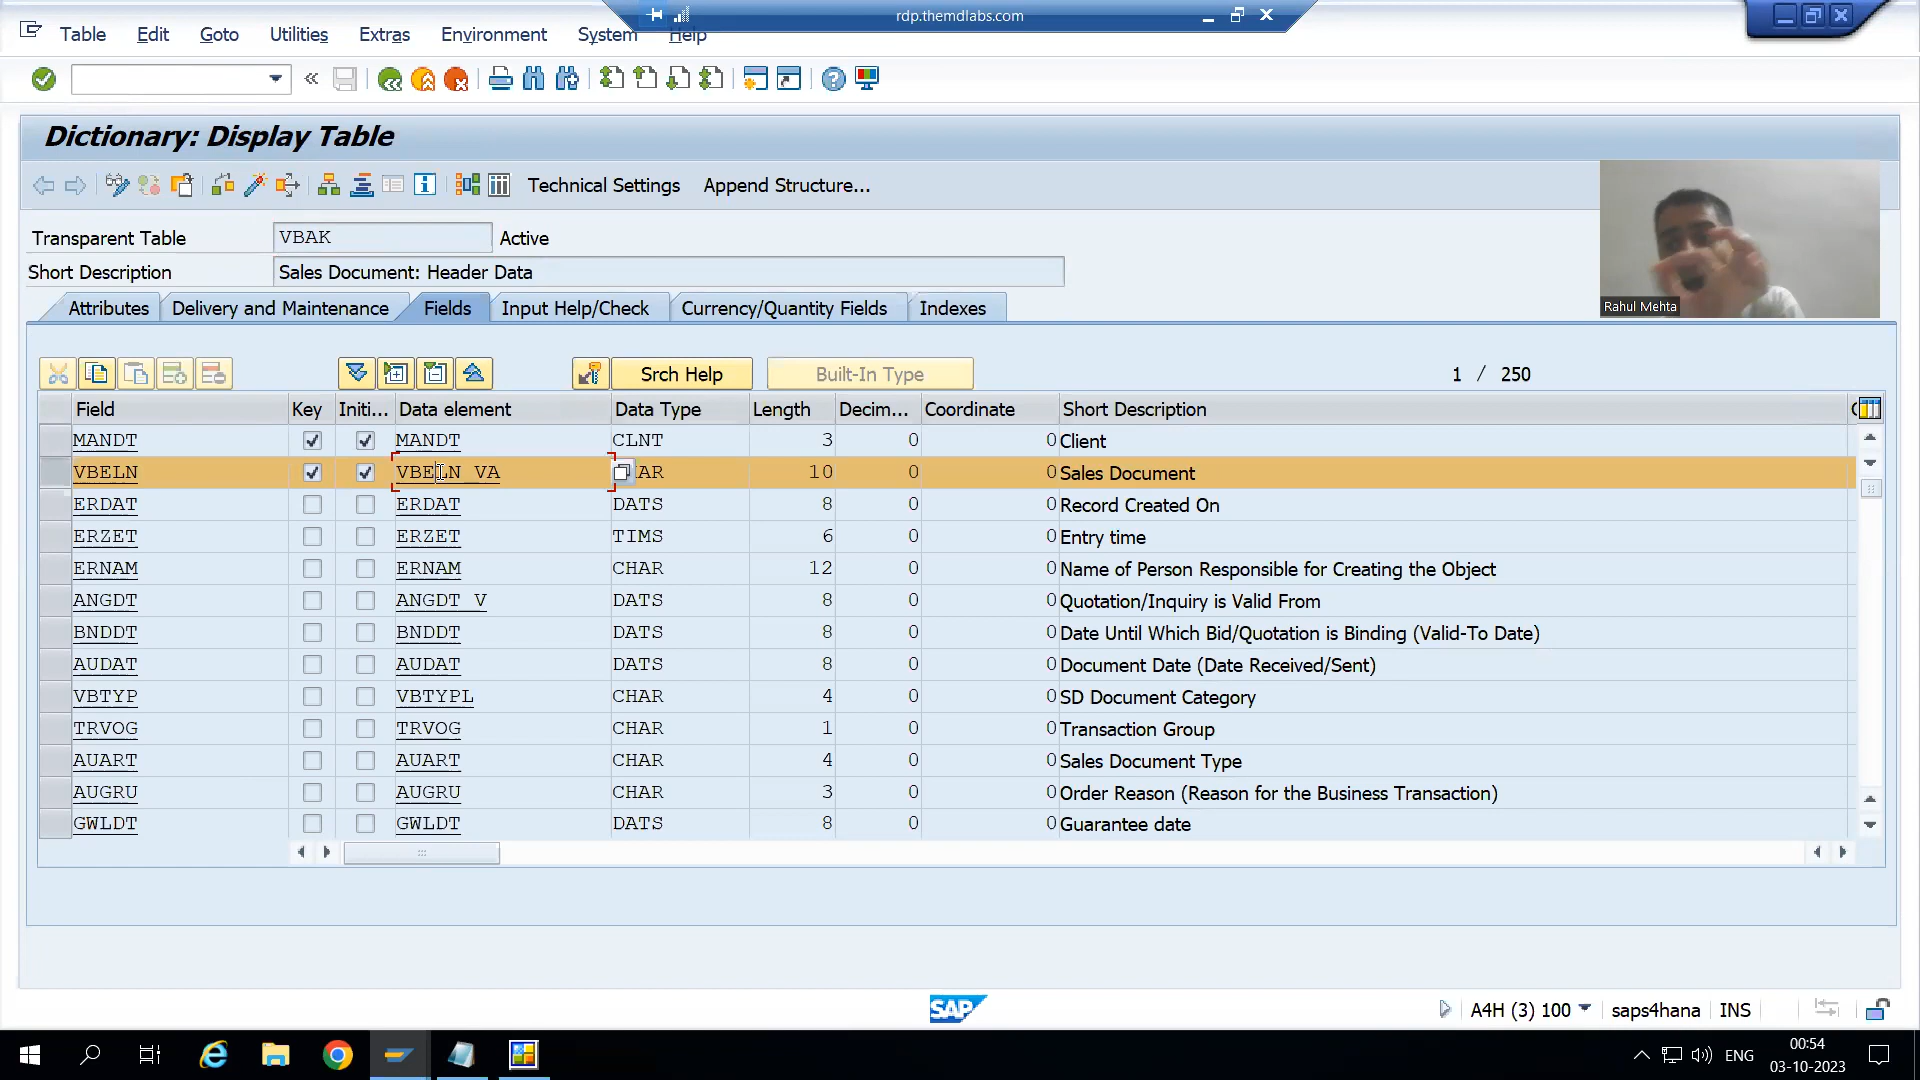 rdp.themdlabs.com
Table Edit Goto Utilities Extras Environment System Help
Dictionary: Display Table
Technical Settings Append Structure...
Transparent Table VBAK Active
Short Description Sales Document: Header Data
Rahul Mehta
Attributes Delivery and Maintenance Fields Input Help/Check Currency/Quantity Fields Indexes
Srch Help Built-In Type 1 / 250
Field Key Initi... Data element Data Type Length Decim... Coordinate Short Description
MANDT MANDT CLNT 3 0 0 Client
VBELN VBELN_VA AR 10 0 0 Sales Document
ERDAT ERDAT DATS 8 0 0 Record Created On
ERZET ERZET TIMS 6 0 0 Entry time
ERNAM ERNAM CHAR 12 0 0 Name of Person Responsible for Creating the Object
ANGDT ANGDT_V DATS 8 0 0 Quotation/Inquiry is Valid From
BNDDT BNDDT DATS 8 0 0 Date Until Which Bid/Quotation is Binding (Valid-To Date)
AUDAT AUDAT DATS 8 0 0 Document Date (Date Received/Sent)
VBTYP VBTYPL CHAR 4 0 0 SD Document Category
TRVOG TRVOG CHAR 1 0 0 Transaction Group
AUART AUART CHAR 4 0 0 Sales Document Type
AUGRU AUGRU CHAR 3 0 0 Order Reason (Reason for the Business Transaction)
GWLDT GWLDT DATS 8 0 0 Guarantee date
SAP A4H (3) 100 saps4hana INS
ENG 00:54
03-10-2023